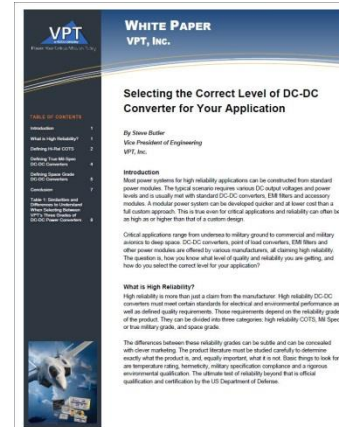 VPT
WHITE PAPER
VPT, INC.
TABLE OF CONTENTS
Introduction 1
What is High Reliability? 1
Defining Hi-Rel COTS 2
Defining True Mil-Spec
DC-DC Converters 4
Defining Space Grade
DC-DC Converters
Conclusion 7
Table 1: Similarities and
Differences to Understand
When Selecting Between
VPT's Three Grades of
DC-DC Power Converters 8
Selecting the Correct Level of DC-DC
Converter for Your Application
By Steve Butler
Vice President of Engineering
VPT, Inc.
Introduction
Most power systems for high reliability applications can be constructed from standard
power modules. The typical scenario requires various DC output voltages and power
levels and is usually met with standard DC-DC converters, EMI filters and accessory
modules. A modular power system can be developed quicker and at lower cost than a
full custom approach. This is true even for critical applications and reliability can often be
as high as or higher than that of a custom design.
Critical applications range from undersea to military ground to commercial and military
avionics to deep space. DC-DC converters, point of load converters, EMI filters and
other power modules are offered by various manufacturers, all claiming high reliability.
The question is, how you know what level of quality and reliability you are getting, and
how do you select the correct level for your application?
What is High Reliability?
High reliability is more than just a claim from the manufacturer. High reliability DC-DC
converters must meet certain standards for electrical and environmental performance as
well as defined quality requirements. Those requirements depend on the reliability grade
of the product. They can be divided into three categories: high reliability COTS, Mil Spec
or true military grade, and space grade.
The differences between these reliability grades can be subtle and can be concealed
with clever marketing. The product literature must be studied carefully to determine
exactly what the product is, and, equally important, what it is not. Basic things to look for
are temperature rating, hermeticity, military specification compliance and a rigorous
environmental qualification. The ultimate test of reliability beyond that is official
qualification and certification by the US Department of Defense.